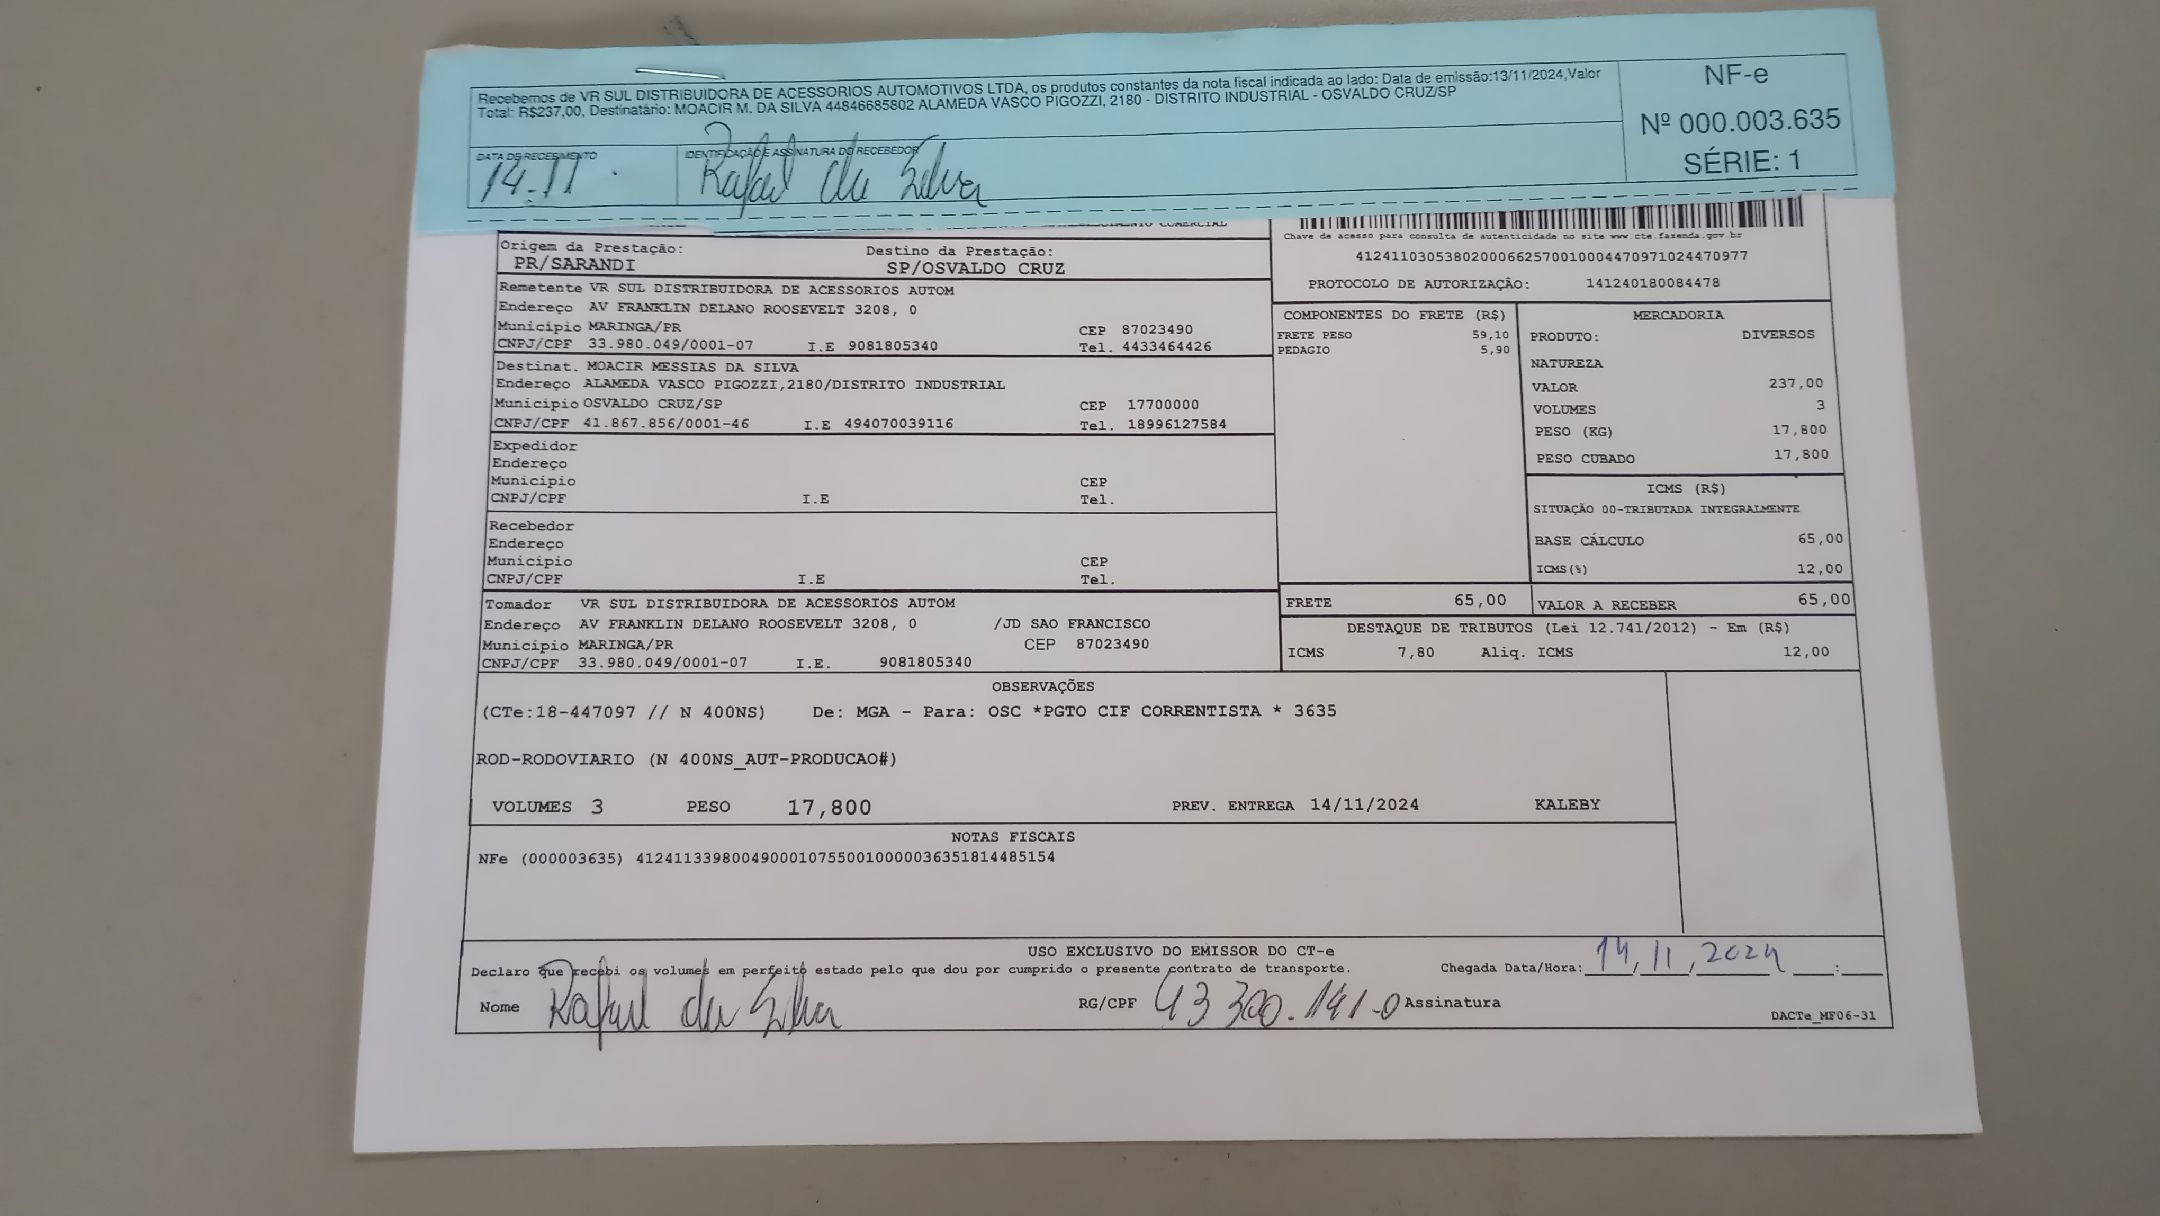 Recebemos de VR SUL DISTRIBUIDORA DE ACESSORIOS AUTOMOTIVOS LTDA, os produtos constantes da nota fiscal indicada ao lado: Data de emissão:13/11/2024,Valor
Total: R$237,00, Destinatário: MOACIR M. DA SILVA 44846685802 ALAMEDA VASCO PIGOZZI, 2180 - DISTRITO INDUSTRIAL - OSVALDO CRUZ/SP
NF-e
Nº 000.003.635
SÉRIE: 1
DATA DE RECEBIMENTO
14.11
IDENTIFICAÇÃO E ASSINATURA DO RECEBEDOR
Rafael da Silva
Chave de acesso para consulta de autenticidade no site www.cte.fazenda.gov.br
41241103053802000662570010004470971024470977
PROTOCOLO DE AUTORIZAÇÃO: 141240180084478
Origem da Prestação: Destino da Prestação:
PR/SARANDI SP/OSVALDO CRUZ
Remetente VR SUL DISTRIBUIDORA DE ACESSORIOS AUTOM
Endereço AV FRANKLIN DELANO ROOSEVELT 3208, 0
Município MARINGA/PR CEP 87023490
CNPJ/CPF 33.980.049/0001-07 I.E 9081805340 Tel. 4433464426
Destinat. MOACIR MESSIAS DA SILVA
Endereço ALAMEDA VASCO PIGOZZI,2180/DISTRITO INDUSTRIAL
Município OSVALDO CRUZ/SP CEP 17700000
CNPJ/CPF 41.867.856/0001-46 I.E 494070039116 Tel. 18996127584
Expedidor
Endereço
Município CEP
CNPJ/CPF I.E Tel.
Recebedor
Endereço
Município CEP
CNPJ/CPF I.E Tel.
Tomador VR SUL DISTRIBUIDORA DE ACESSORIOS AUTOM
Endereço AV FRANKLIN DELANO ROOSEVELT 3208, 0 /JD SAO FRANCISCO
Município MARINGA/PR CEP 87023490
CNPJ/CPF 33.980.049/0001-07 I.E. 9081805340
COMPONENTES DO FRETE (R$)
FRETE PESO 59,10
PEDAGIO 5,90
MERCADORIA
PRODUTO: DIVERSOS
NATUREZA
VALOR 237,00
VOLUMES 3
PESO (KG) 17,800
PESO CUBADO 17,800
ICMS (R$)
SITUAÇÃO 00-TRIBUTADA INTEGRALMENTE
BASE CÁLCULO 65,00
ICMS(%) 12,00
FRETE 65,00 VALOR A RECEBER 65,00
DESTAQUE DE TRIBUTOS (Lei 12.741/2012) - Em (R$)
ICMS 7,80 Aliq. ICMS 12,00
OBSERVAÇÕES
(CTe:18-447097 // N 400NS) De: MGA - Para: OSC *PGTO CIF CORRENTISTA * 3635
ROD-RODOVIARIO (N 400NS_AUT-PRODUCAO#)
VOLUMES 3 PESO 17,800 PREV. ENTREGA 14/11/2024 KALEBY
NOTAS FISCAIS
NFe (000003635) 41241133980049000107550010000036351814485154
USO EXCLUSIVO DO EMISSOR DO CT-e
Declaro que recebi os volumes em perfeito estado pelo que dou por cumprido o presente contrato de transporte. Chegada Data/Hora: 14/11/2024 :
Nome Rafael da Silva RG/CPF 43 300.141-0 Assinatura
DACTe_MF06-31